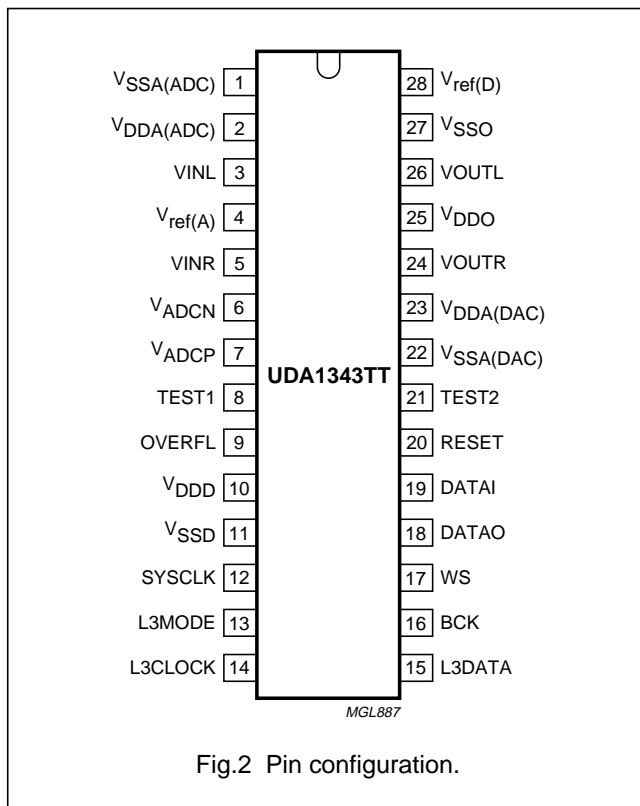 VSSA(ADC) 1 28 Vref(D)
VDDA(ADC) 2 27 VSSO
VINL 3 26 VOUTL
Vref(A) 4 25 VDDO
VINR 5 24 VOUTR
VADCN 6 23 VDDA(DAC)
VADCP 7 22 VSSA(DAC)
UDA1343TT
TEST1 8 21 TEST2
OVERFL 9 20 RESET
VDDD 10 19 DATAI
VSSD 11 18 DATAO
SYSCLK 12 17 WS
L3MODE 13 16 BCK
L3CLOCK 14 15 L3DATA
MGL887
Fig.2 Pin configuration.